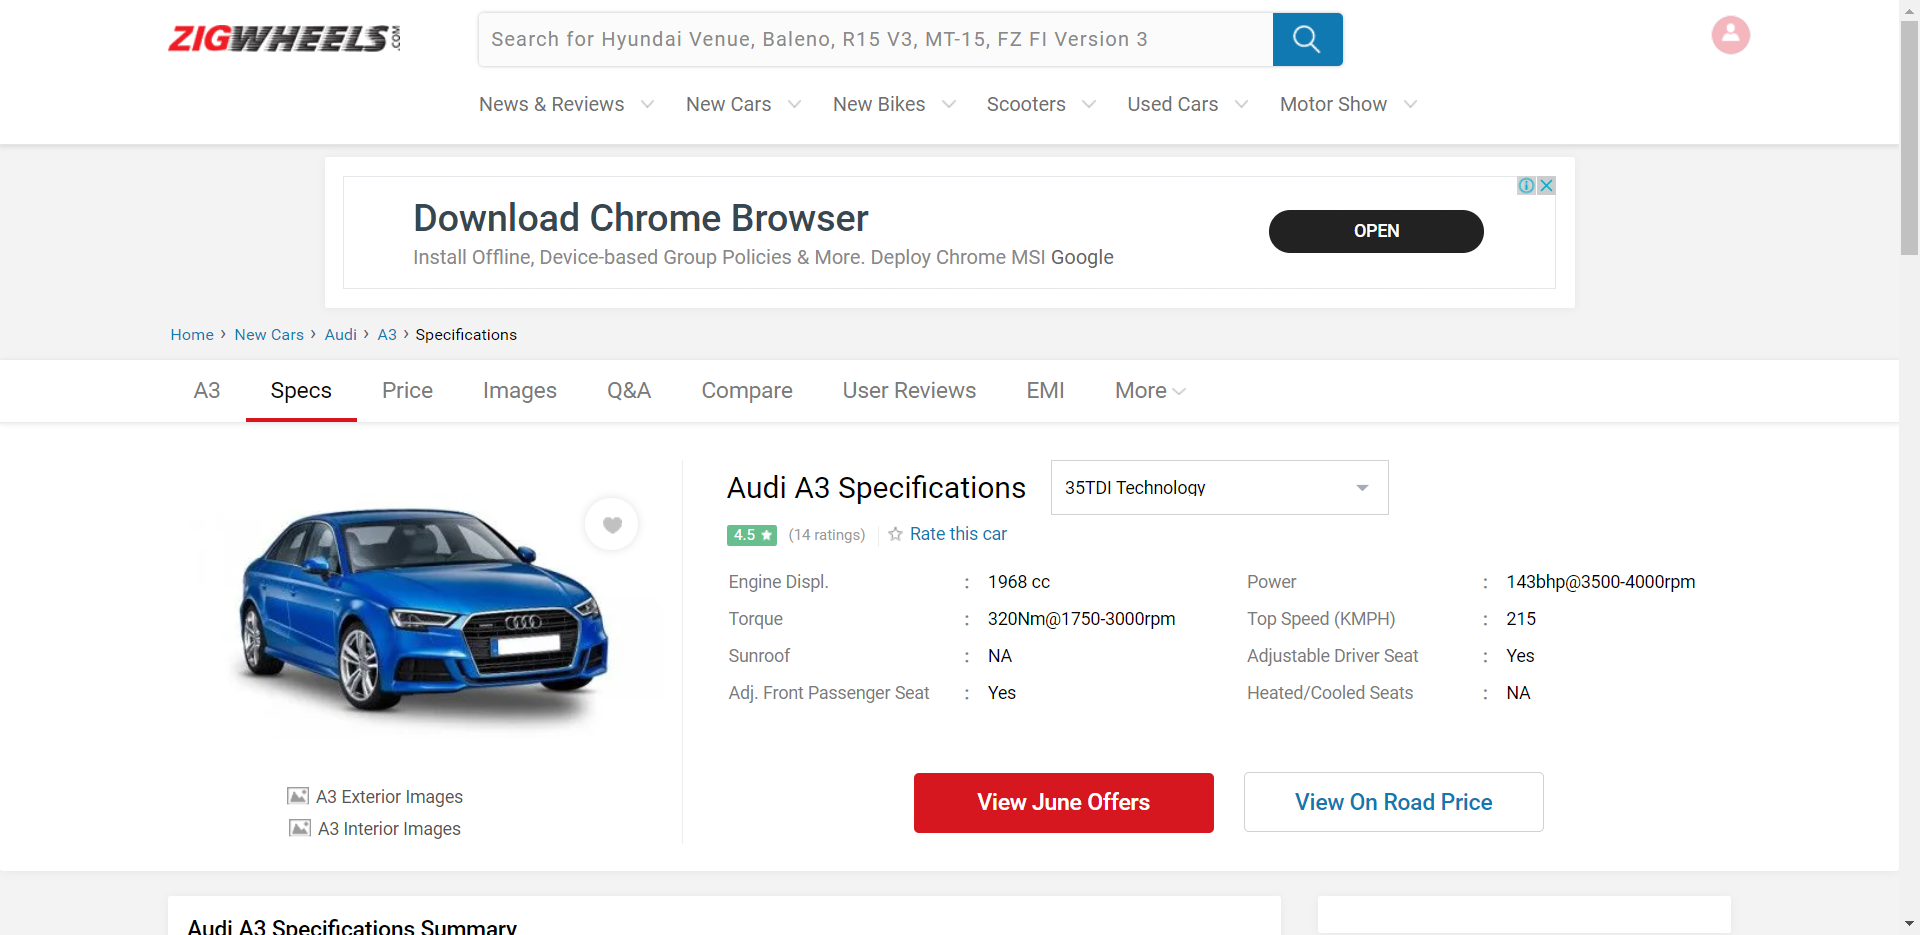 ZIGWHEELS.COM
Search for Hyundai Venue, Baleno, R15 V3, MT-15, FZ FI Version 3
News & Reviews New Cars New Bikes Scooters Used Cars Motor Show
Download Chrome Browser
Install Offline, Device-based Group Policies & More. Deploy Chrome MSI Google
OPEN
Home › New Cars › Audi › A3 › Specifications
A3 Specs Price Images Q&A Compare User Reviews EMI More
Audi A3 Specifications
35TDI Technology
4.5 ★ (14 ratings) Rate this car
Engine Displ. : 1968 cc Power : 143bhp@3500-4000rpm
Torque : 320Nm@1750-3000rpm Top Speed (KMPH) : 215
Sunroof : NA Adjustable Driver Seat : Yes
Adj. Front Passenger Seat : Yes Heated/Cooled Seats : NA
A3 Exterior Images
A3 Interior Images
View June Offers View On Road Price
Audi A3 Specifications Summary